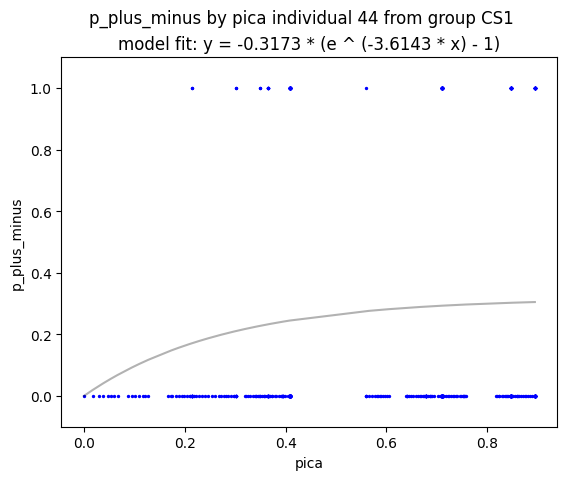 p_plus_minus by pica individual 44 from group CS1
model fit: y = -0.3173 * (e ^ (-3.6143 * x) - 1)
1.0
0.8
0.6
0.4
0.2
0.0
p_plus_minus
0.0 0.2 0.4 0.6 0.8
pica